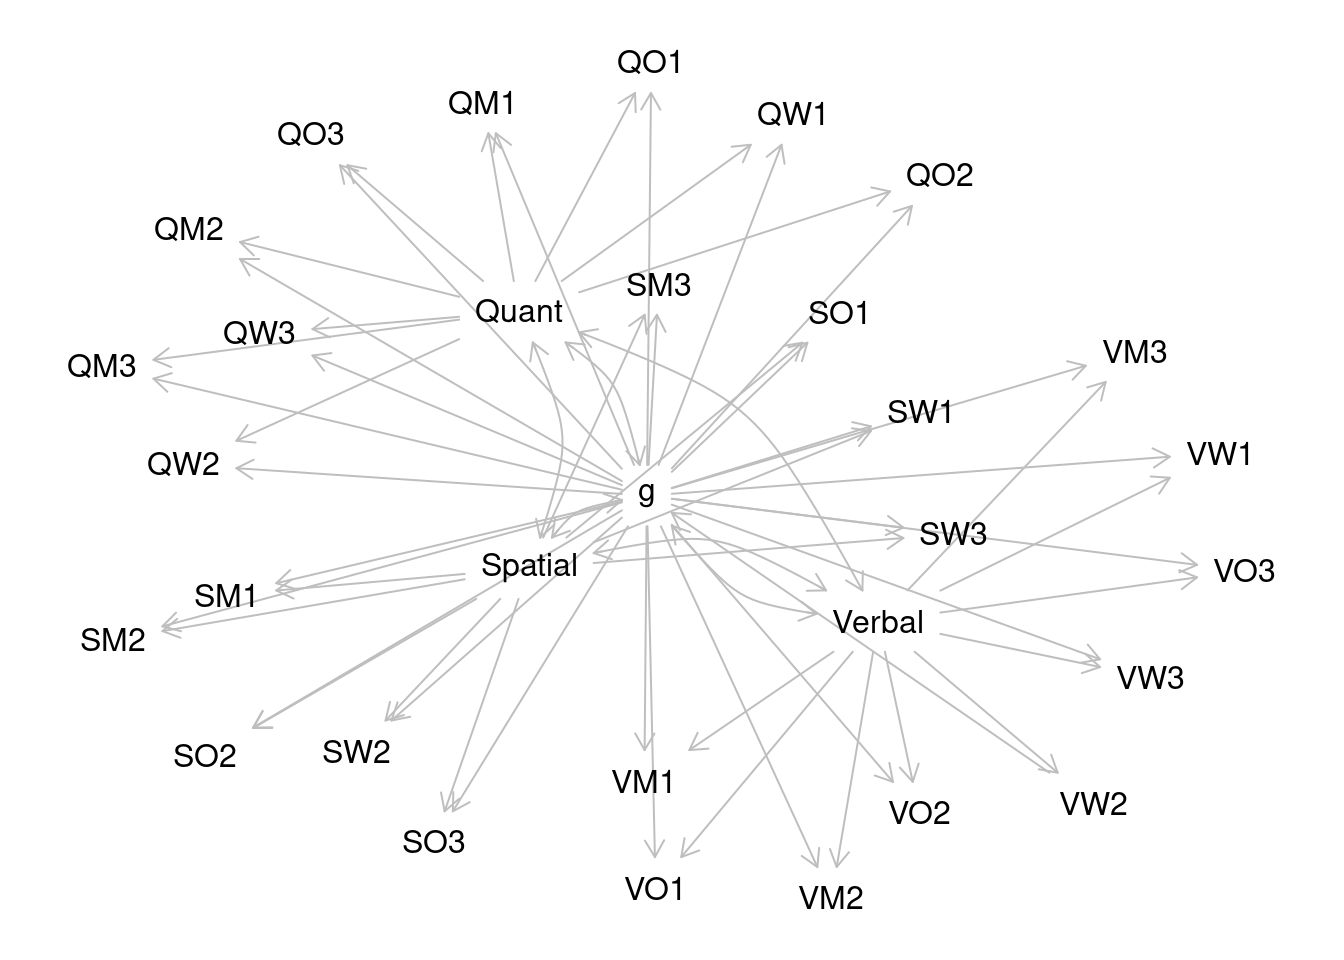 QO1
QM1
QW1
QO3
QO2
QM2
SM3
Quant
SO1
QW3
VM3
QM3
SW1
VW1
QW2
g
SW3
Spatial
VO3
SM1
Verbal
SM2
VW3
SW2
SO2
VM1
VW2
VO2
SO3
VO1
VM2